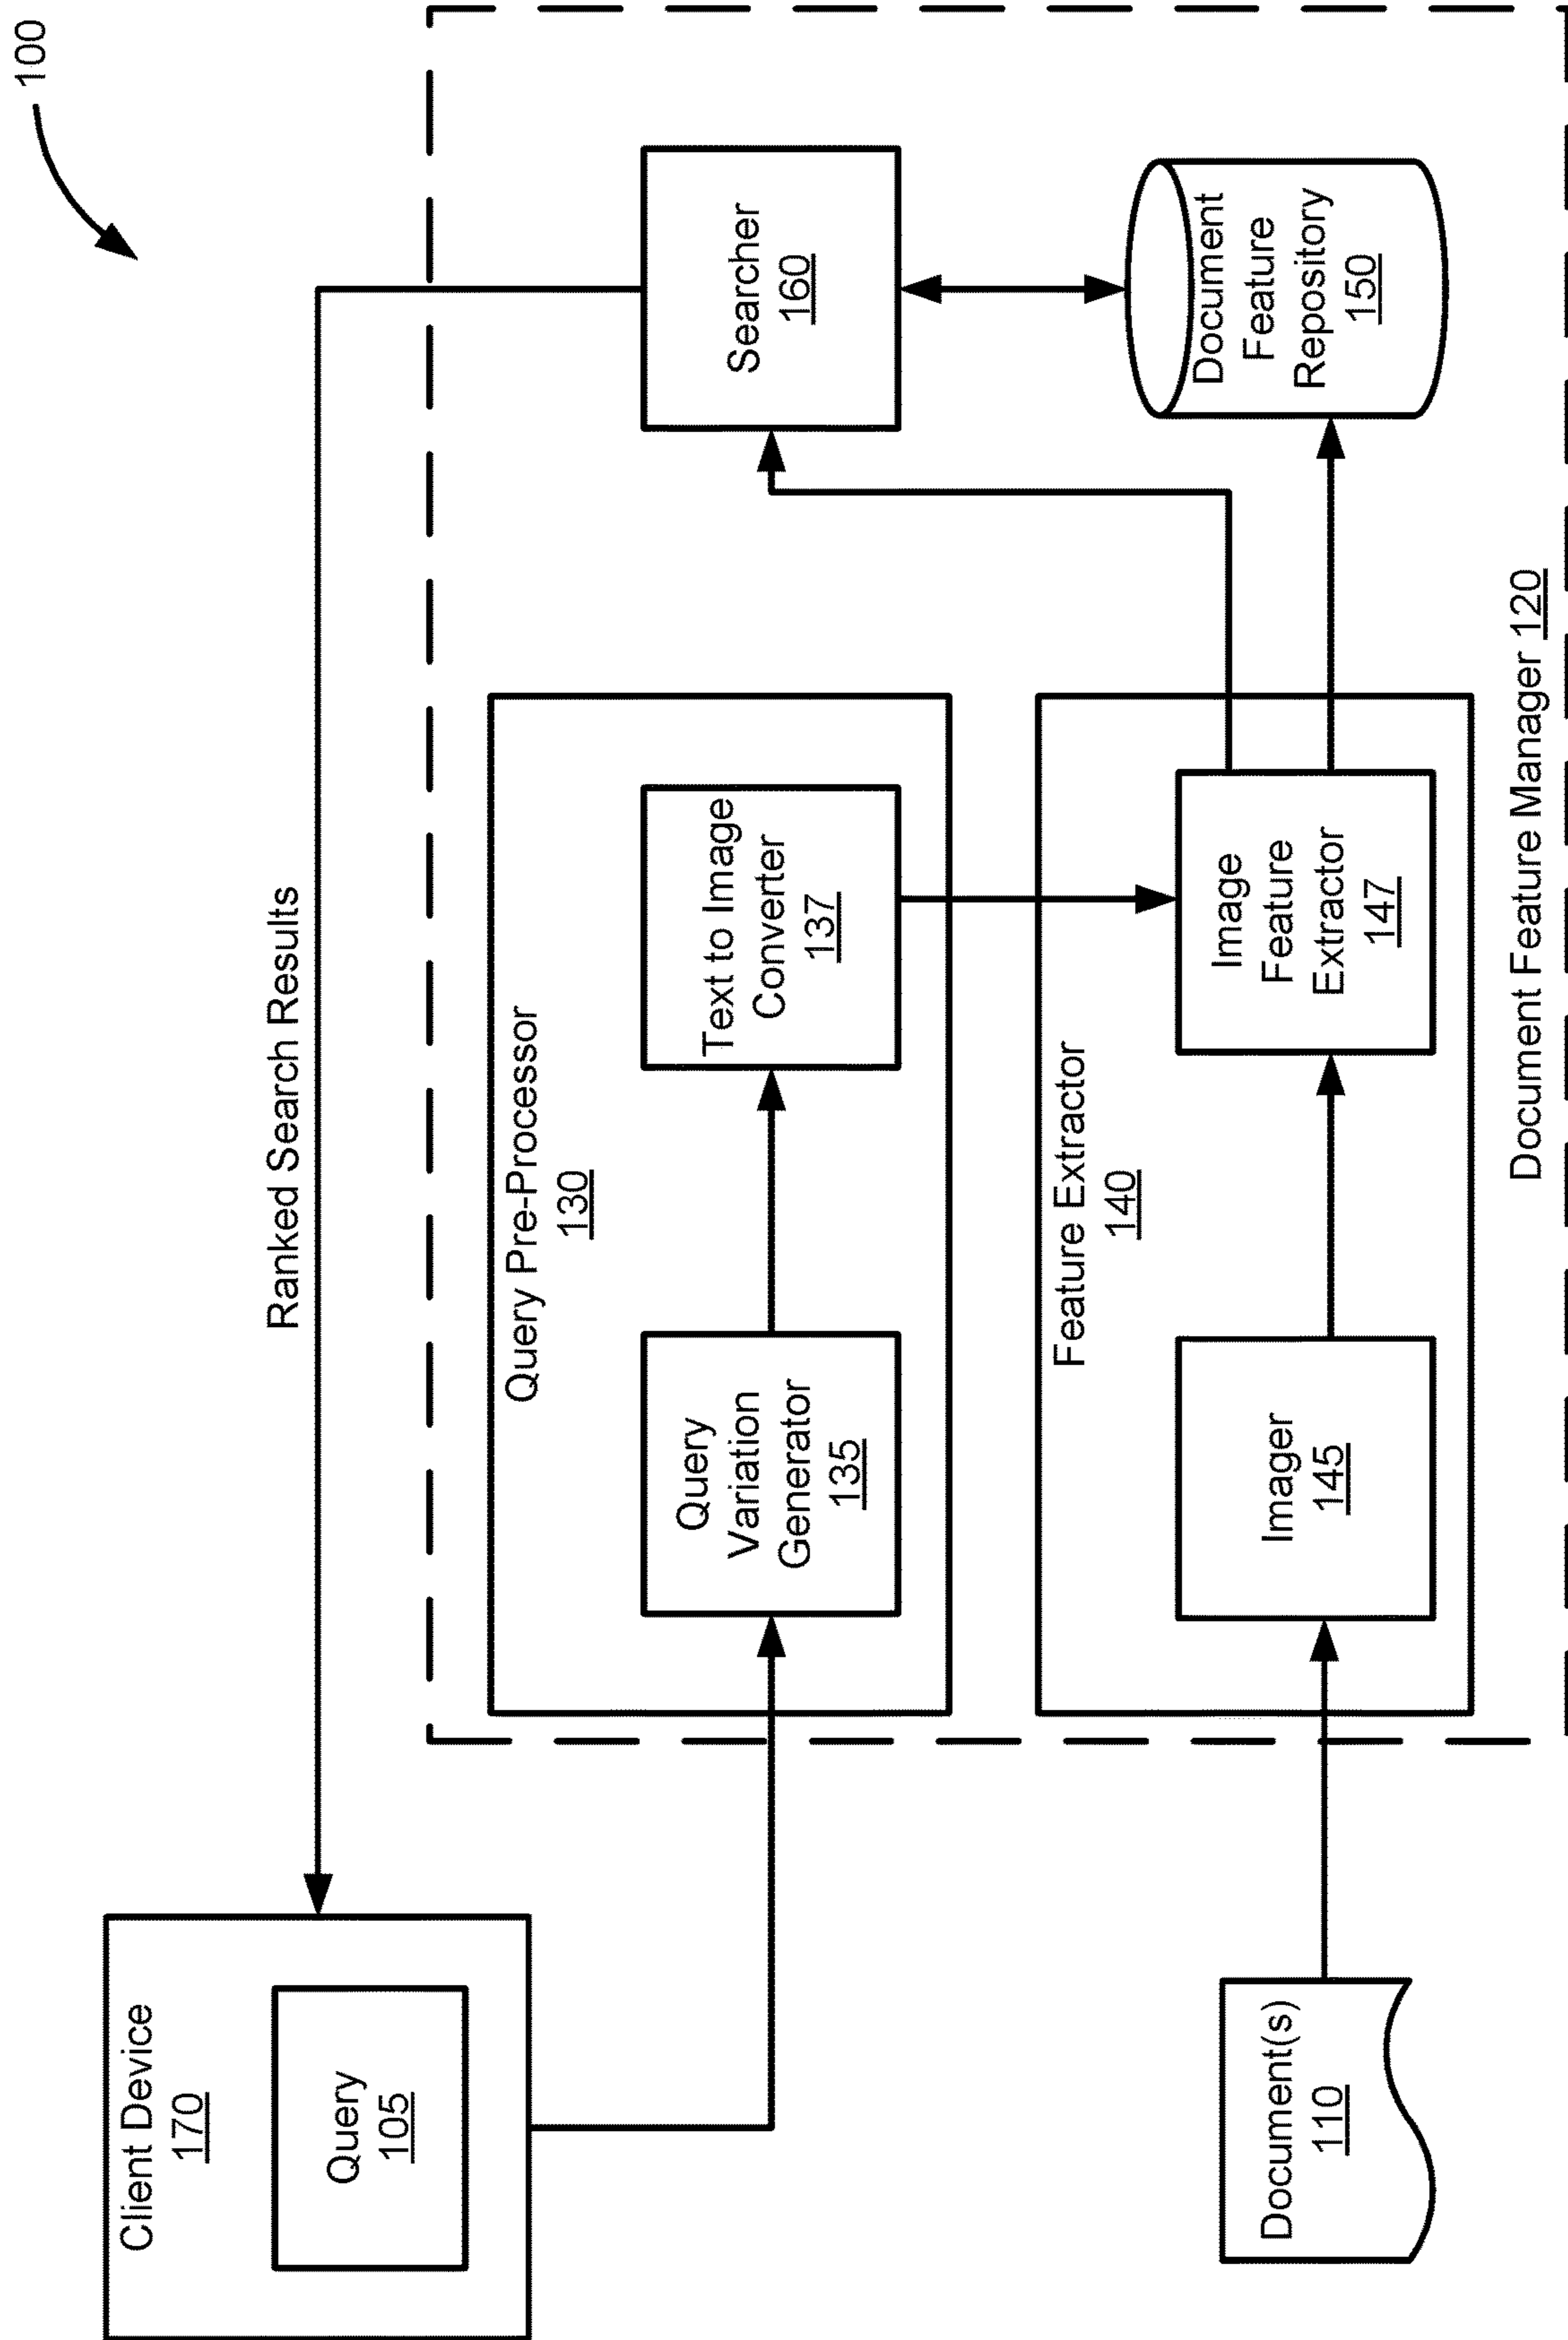 100
Ranked Search Results
Client Device
170
Query
105
Query Pre-Processor
130
Query
Variation
Generator
135
Text to Image
Converter
137
Searcher
160
Feature Extractor
140
Document(s)
110
Imager
145
Image
Feature
Extractor
147
Document
Feature
Repository
150
Document Feature Manager 120